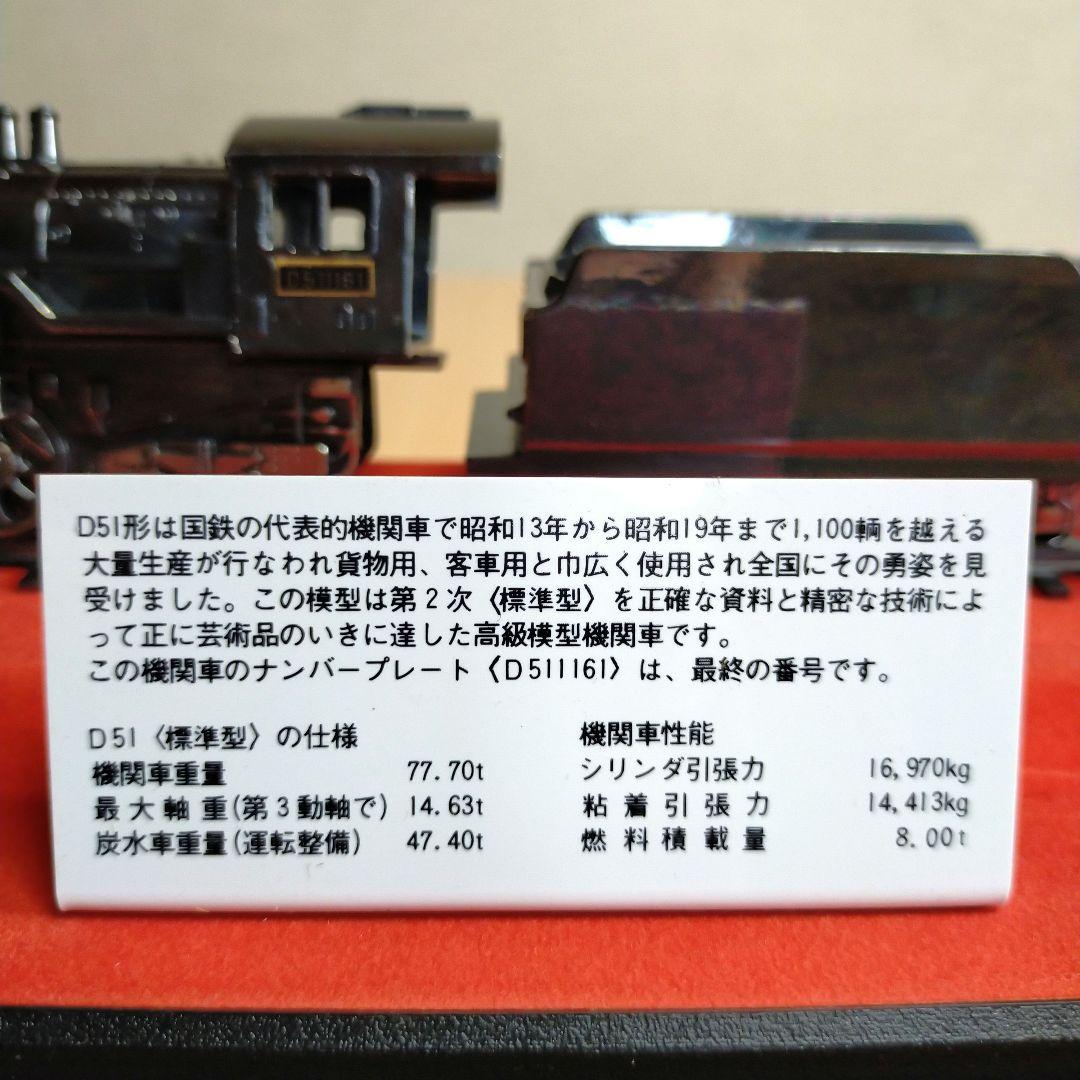 D511161
D51形は国鉄の代表的機関車で昭和13年から昭和19年まで1,100輌を越える
大量生産が行なわれ貨物用、客車用と巾広く使用され全国にその勇姿を見
受けました。この模型は第2次〈標準型〉を正確な資料と精密な技術によ
って正に芸術品のいきに達した高級模型機関車です。
この機関車のナンバープレート〈D511161〉は、最終の番号です。
D51〈標準型〉の仕様
機関車重量 77.70t
最大軸重(第3動軸で) 14.63t
炭水車重量(運転整備) 47.40t
機関車性能
シリンダ引張力 16,970kg
粘着引張力 14,413kg
燃料積載量 8.00t